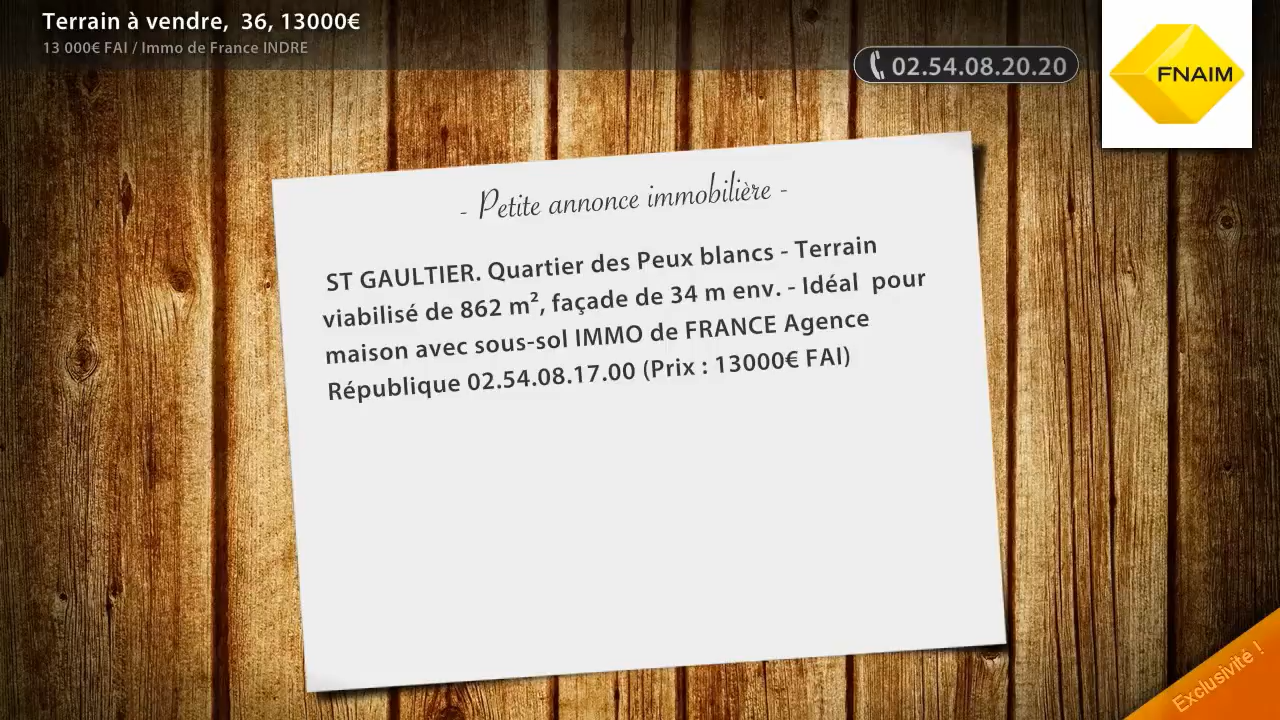 Terrain à vendre,  36, 13000€
13 000€ FAI / Immo de France INDRE
02.54.08.20.20
FNAIM
- Petite annonce immobilière -
ST GAULTIER. Quartier des Peux blancs - Terrain
viabilisé de 862 m², façade de 34 m env. - Idéal  pour
maison avec sous-sol IMMO de FRANCE Agence
République 02.54.08.17.00 (Prix : 13000€ FAI)
Exclusivité !